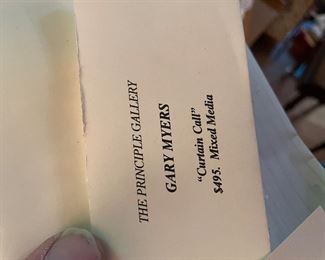 THE PRINCIPLE GALLERY
GARY MYERS
"Curtain Call"
$495. Mixed Media